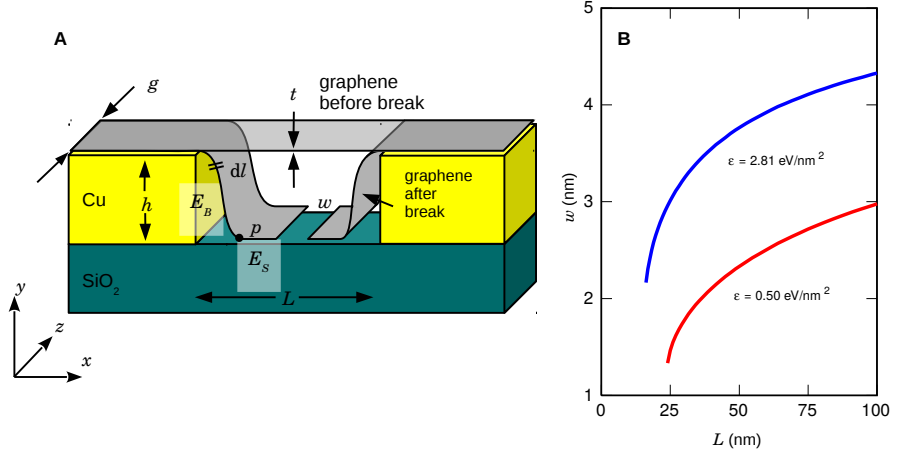 A
g
t
graphene
before break
dl
Cu
h
E_B
w
graphene
after
break
p
E_S
SiO2
L
y
z
x
B
5
4
3
2
1
w (nm)
ε = 2.81 eV/nm²
ε = 0.50 eV/nm²
0
25
50
75
100
L (nm)